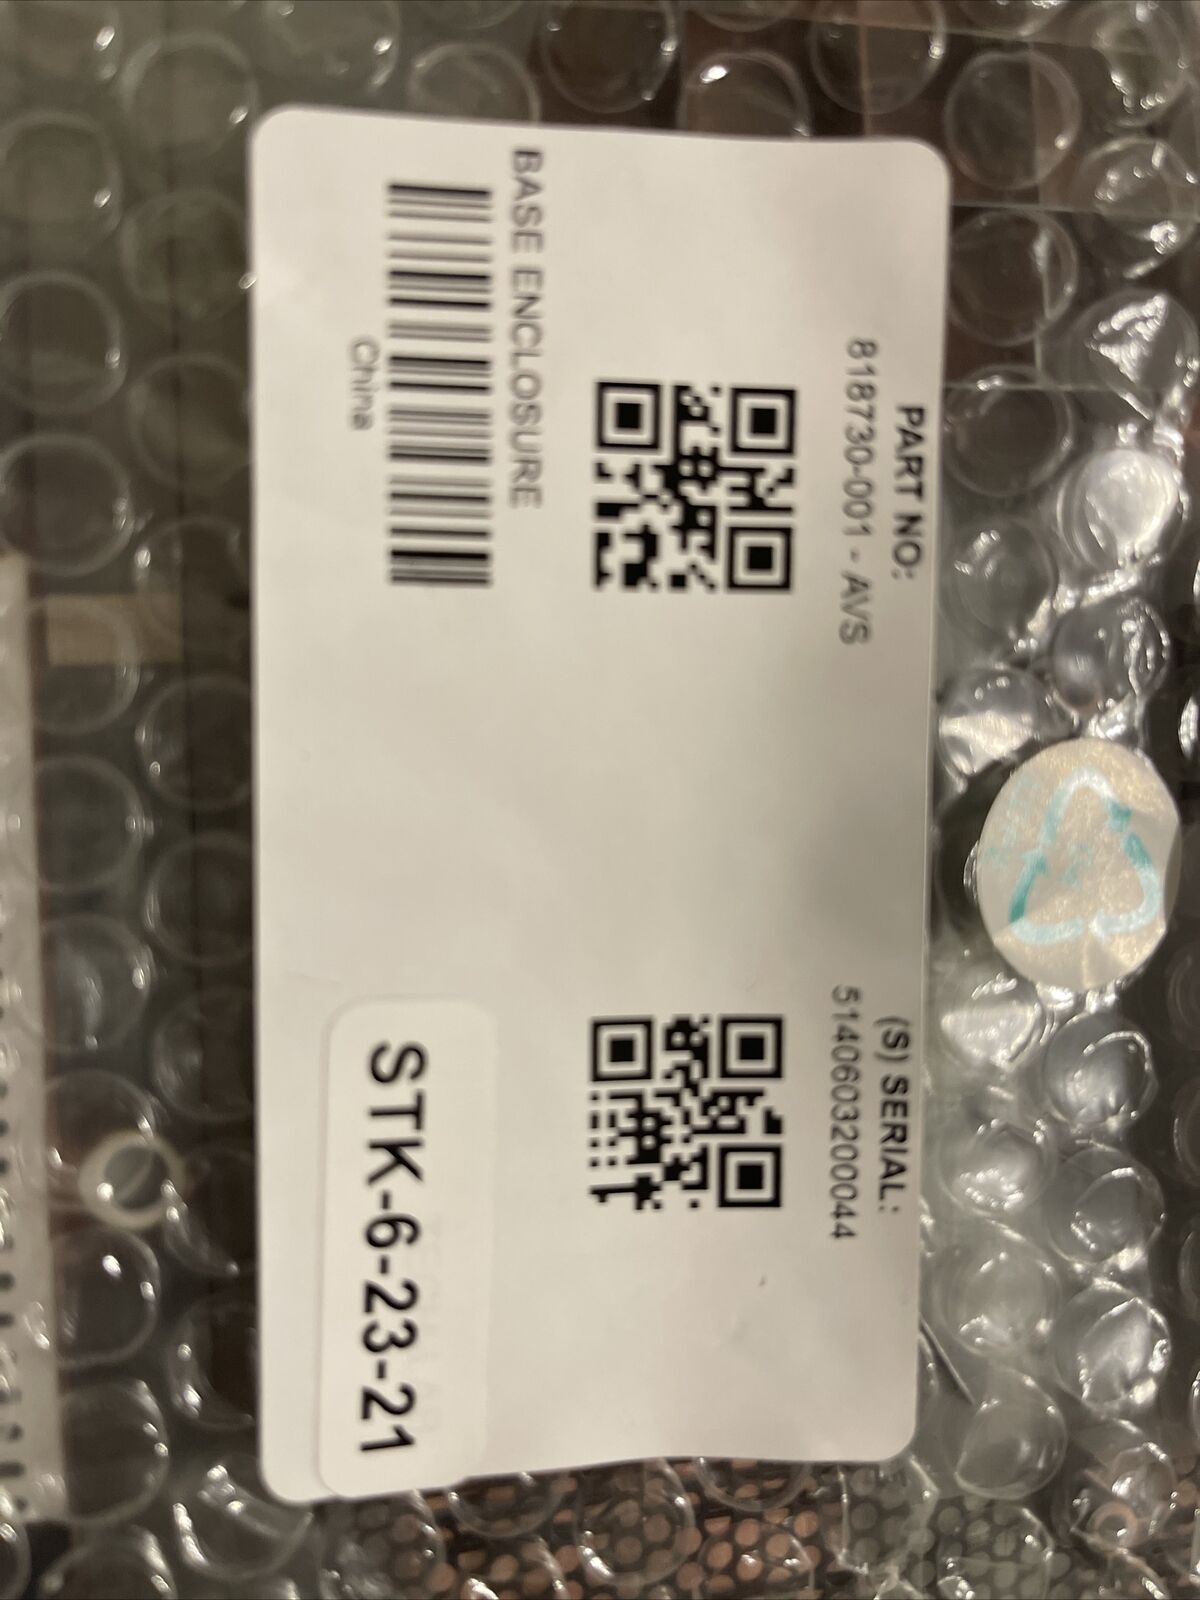 PART NO:
818730-001 - AVS
(S) SERIAL:
5140603200044
BASE ENCLOSURE
China
STK-6-23-21